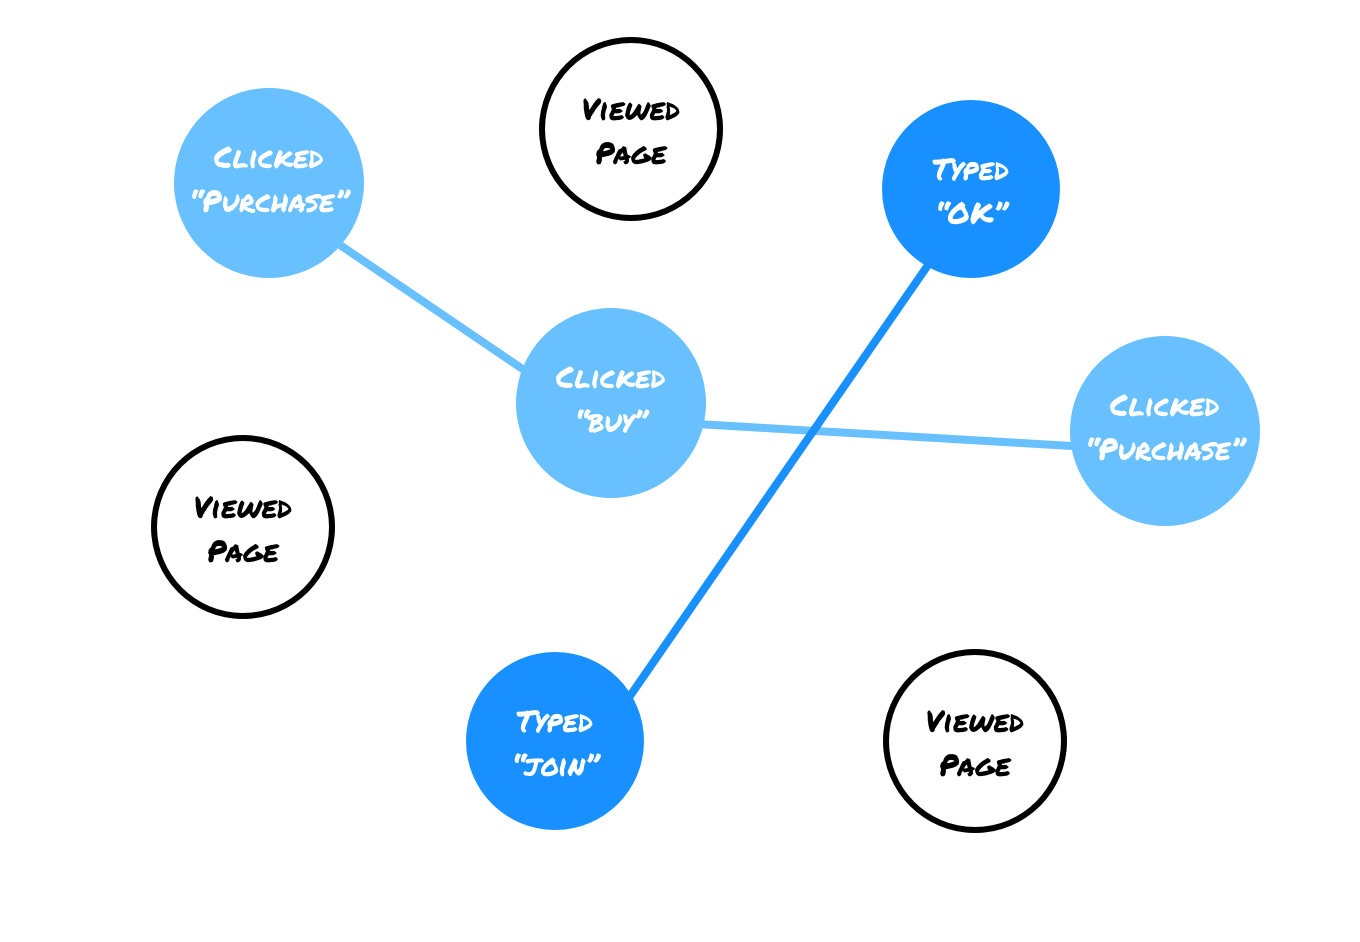 Viewed
Page
Clicked
“Purchase”
Typed
“OK”
Clicked
“Buy”
Clicked
“Purchase”
Viewed
Page
Typed
“Join”
Viewed
Page